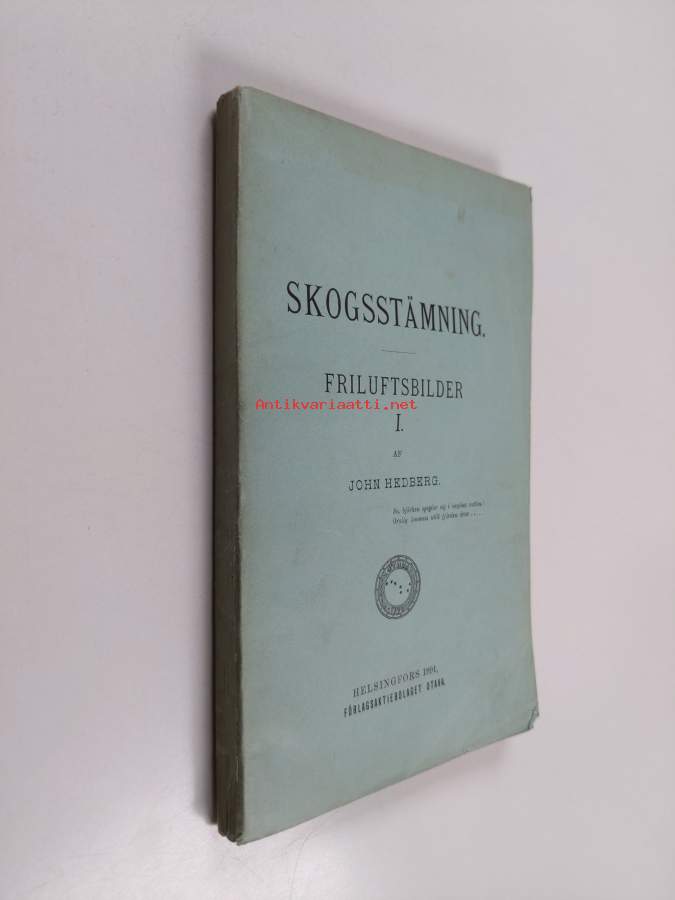 SKOGSSTÄMNING.
FRILUFTSBILDER
Antikvariaatti.net
I.
AF
JOHN HEDBERG.
HELSINGFORS 1891.
FÖRLAGSAKTIEBOLAGET OTAVA.